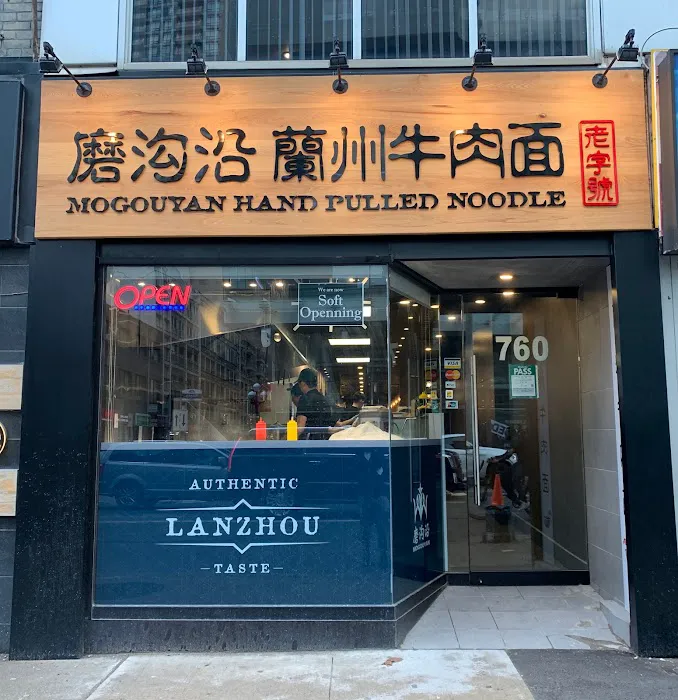 磨沟沿 蘭州牛肉面
老字號
MOGOUYAN HAND PULLED NOODLE
OPEN
We are now
Soft
Openning
760
VISA
PASS
AUTHENTIC
LANZHOU
TASTE
磨沟沿